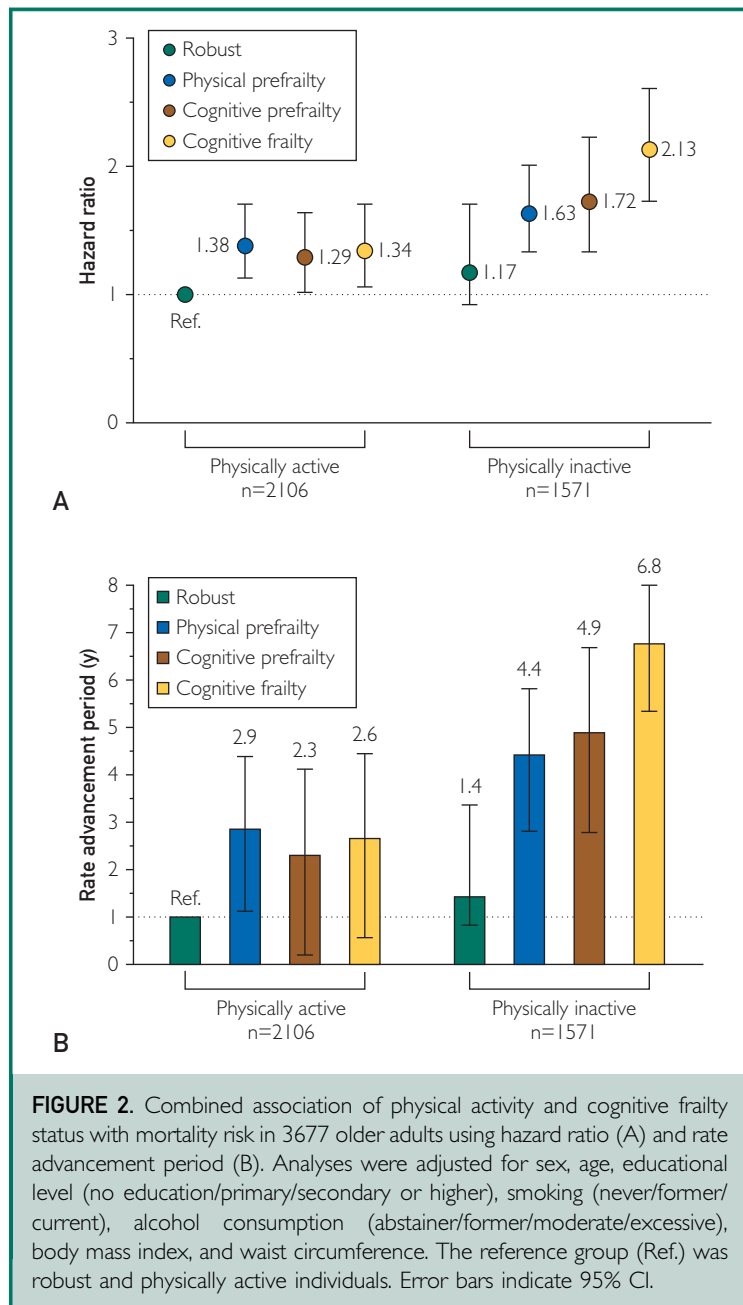 Robust
Physical prefrailty
Cognitive prefrailty
Cognitive frailty
3
2
1
0
Hazard ratio
Ref.
1.38
1.29
1.34
1.17
1.63
1.72
2.13
Physically active
n=2106
Physically inactive
n=1571
A
Robust
Physical prefrailty
Cognitive prefrailty
Cognitive frailty
8
7
6
5
4
3
2
1
0
Rate advancement period (y)
Ref.
2.9
2.3
2.6
1.4
4.4
4.9
6.8
Physically active
n=2106
Physically inactive
n=1571
B
FIGURE 2. Combined association of physical activity and cognitive frailty
status with mortality risk in 3677 older adults using hazard ratio (A) and rate
advancement period (B). Analyses were adjusted for sex, age, educational
level (no education/primary/secondary or higher), smoking (never/former/
current), alcohol consumption (abstainer/former/moderate/excessive),
body mass index, and waist circumference. The reference group (Ref.) was
robust and physically active individuals. Error bars indicate 95% CI.